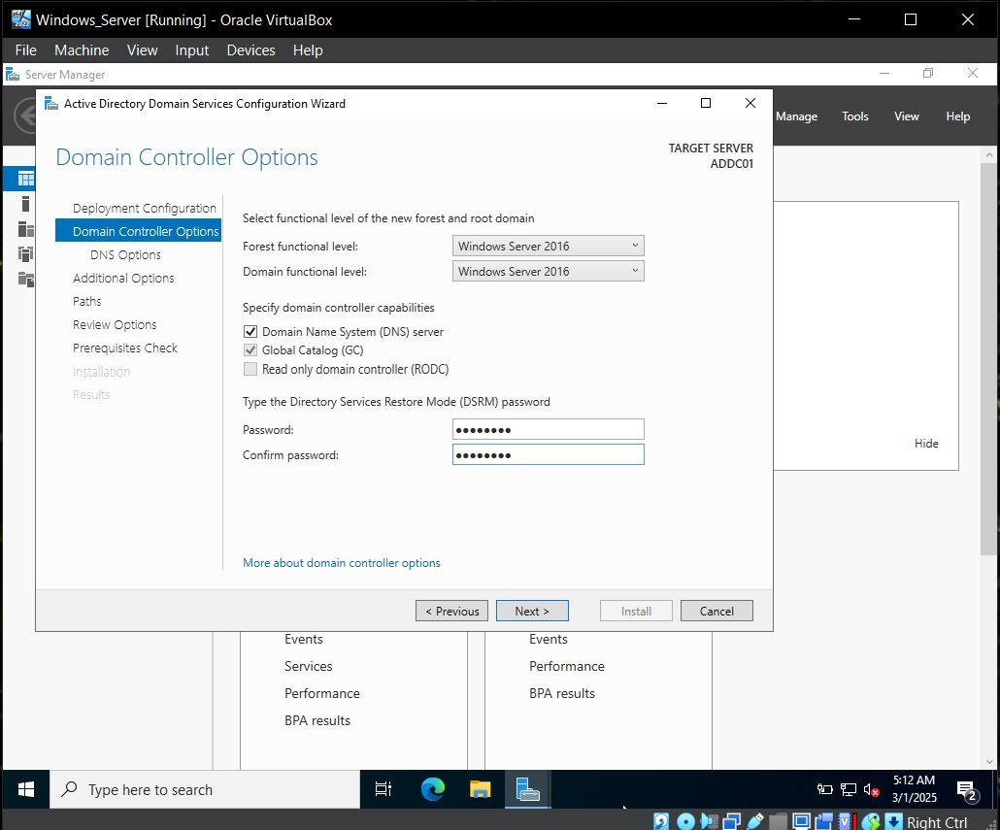 Windows_Server [Running] - Oracle VirtualBox
File Machine View Input Devices Help
Server Manager
Manage Tools View Help
Active Directory Domain Services Configuration Wizard
Domain Controller Options
TARGET SERVER
ADDC01
Deployment Configuration
Domain Controller Options
DNS Options
Additional Options
Paths
Review Options
Prerequisites Check
Installation
Results
Select functional level of the new forest and root domain
Forest functional level: Windows Server 2016
Domain functional level: Windows Server 2016
Specify domain controller capabilities
Domain Name System (DNS) server
Global Catalog (GC)
Read only domain controller (RODC)
Type the Directory Services Restore Mode (DSRM) password
Password: ●●●●●●●●
Confirm password: ●●●●●●●●
More about domain controller options
< Previous Next > Install Cancel
Hide
Events
Services
Performance
BPA results
Events
Performance
BPA results
Type here to search
5:12 AM
3/1/2025
2
Right Ctrl